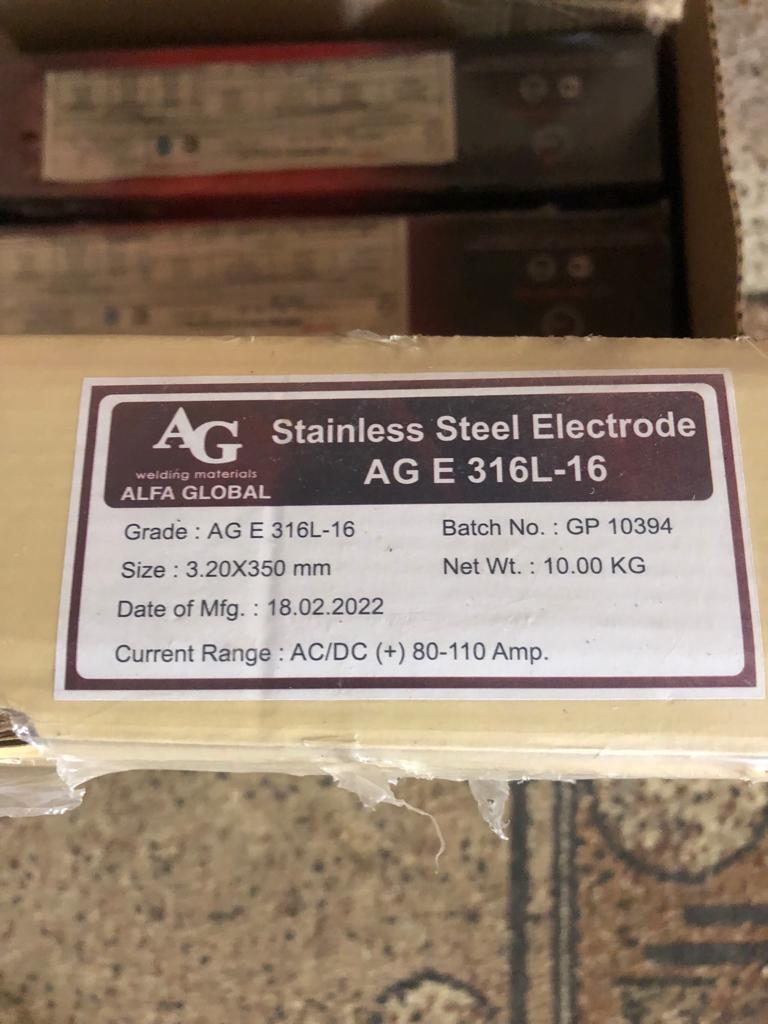 AG
welding materials
ALFA GLOBAL
Stainless Steel Electrode
AG E 316L-16
Grade : AG E 316L-16
Batch No. : GP 10394
Size : 3.20X350 mm
Net Wt. : 10.00 KG
Date of Mfg. : 18.02.2022
Current Range : AC/DC (+) 80-110 Amp.